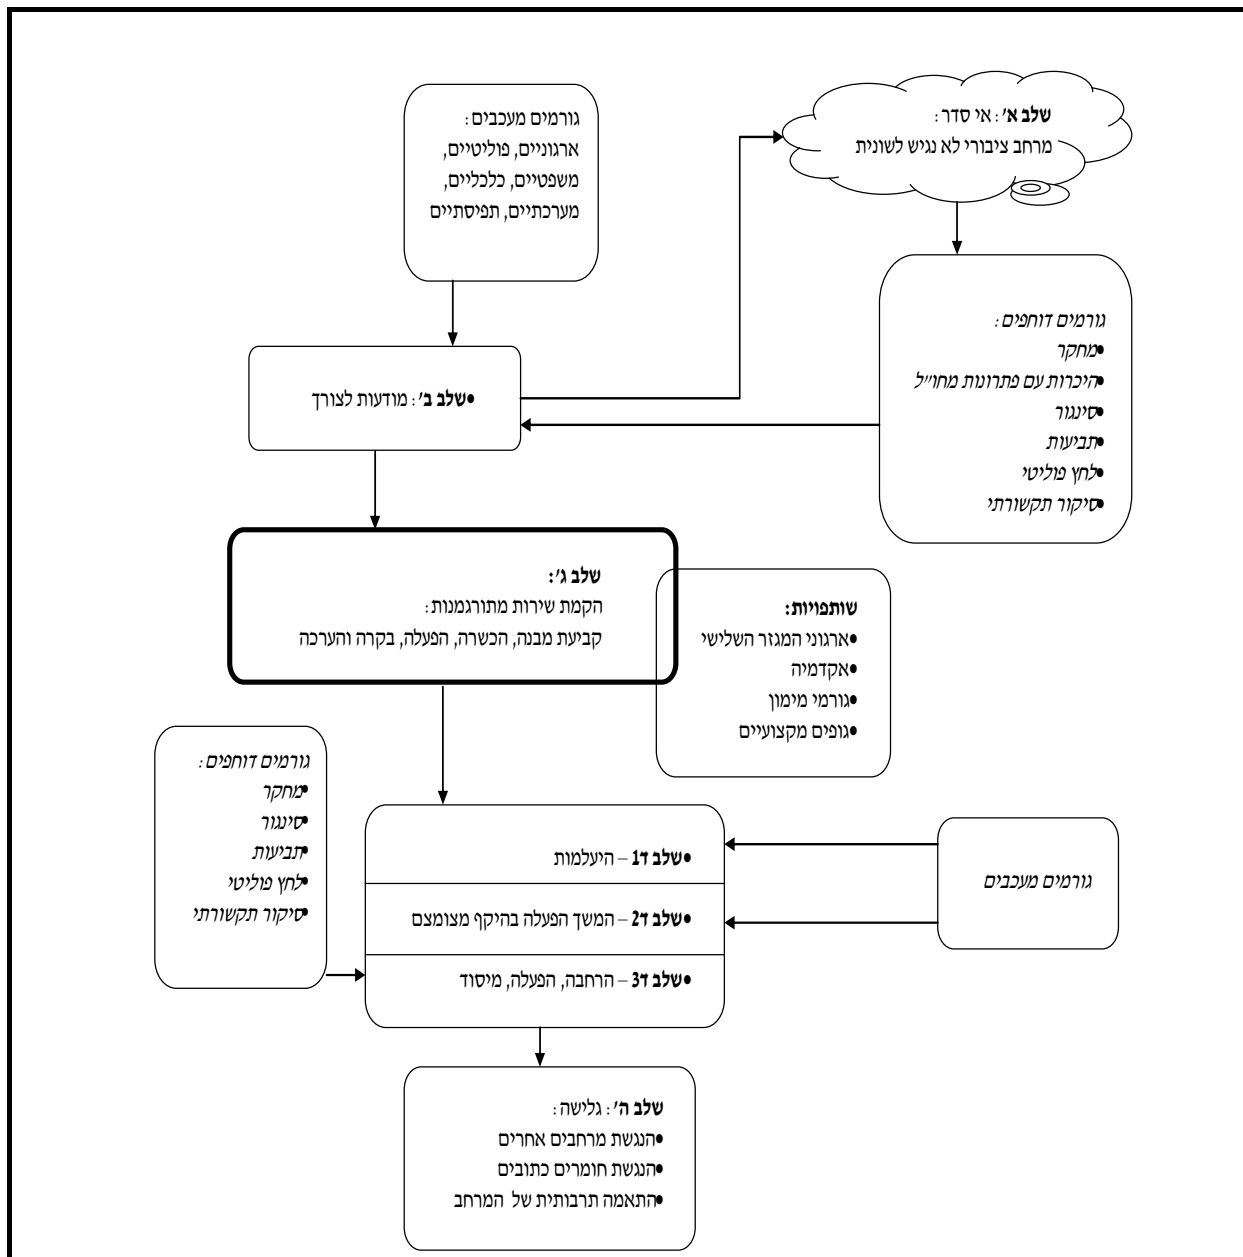 שלב א': אי סדר:
מרחב ציבורי לא נגיש לשונית
גורמים מעכבים:
ארגוניים, פוליטיים,
משפטיים, כלכליים,
מערכתיים, תפיסתיים
גורמים דוחפים:
•מחקר
•היכרות עם פתרונות מחו"ל
•סינגור
•תביעות
•לחץ פוליטי
•סיקור תקשורתי
•שלב ב': מודעות לצורך
שלב ג':
הקמת שירות מתורגמנות:
קביעת מבנה, הכשרה, הפעלה, בקרה והערכה
שותפויות:
•ארגוני המגזר השלישי
•אקדמיה
•גורמי מימון
•גופים מקצועיים
גורמים דוחפים:
•מחקר
•סינגור
•תביעות
•לחץ פוליטי
•סיקור תקשורתי
•שלב ד1 – היעלמות
•שלב ד2 – המשך הפעלה בהיקף מצומצם
•שלב ד3 – הרחבה, הפעלה, מיסוד
גורמים מעכבים
שלב ה': גלישה:
•הנגשת מרחבים אחרים
•הנגשת חומרים כתובים
•התאמה תרבותית של המרחב